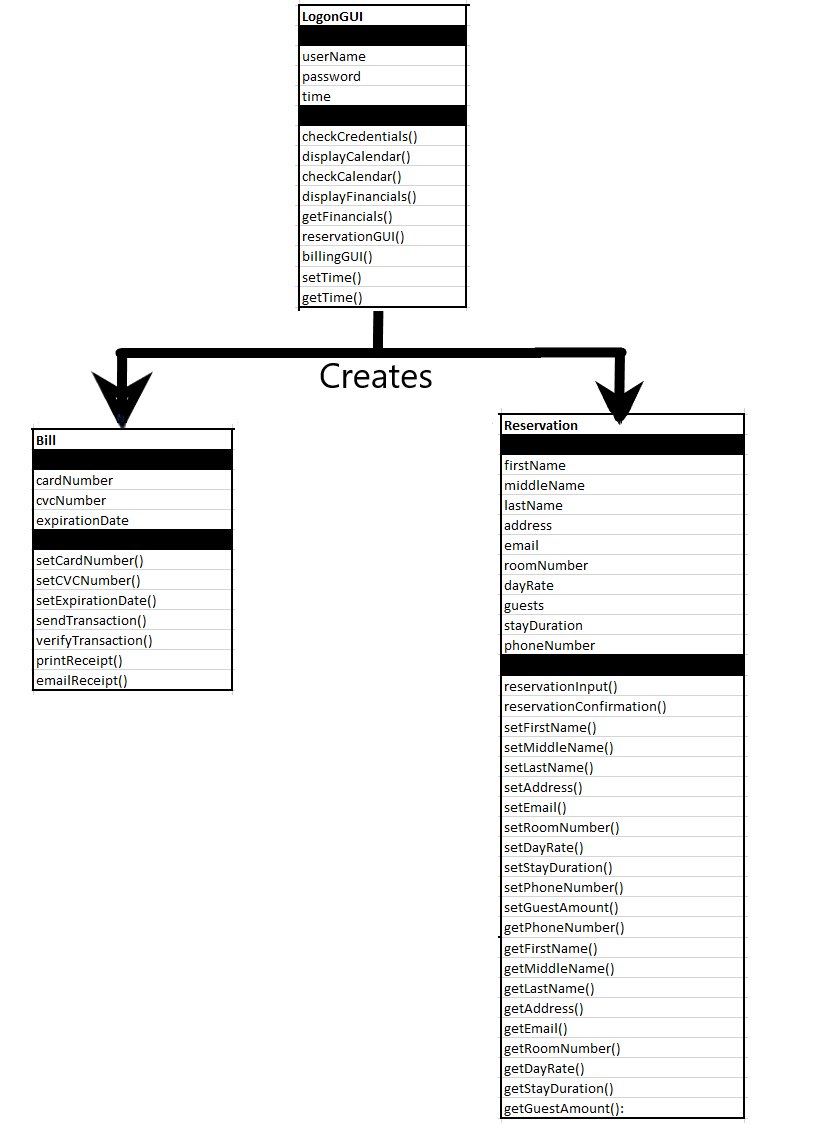 LogonGUI
userName
password
time
checkCredentials()
displayCalendar()
checkCalendar()
displayFinancials()
getFinancials()
reservationGUI()
billingGUI()
setTime()
getTime()
Creates
Bill
cardNumber
cvcNumber
expirationDate
setCardNumber()
setCVCNumber()
setExpirationDate()
sendTransaction()
verifyTransaction()
printReceipt()
emailReceipt()
Reservation
firstName
middleName
lastName
address
email
roomNumber
dayRate
guests
stayDuration
phoneNumber
reservationInput()
reservationConfirmation()
setFirstName()
setMiddleName()
setLastName()
setAddress()
setEmail()
setRoomNumber()
setDayRate()
setStayDuration()
setPhoneNumber()
setGuestAmount()
getPhoneNumber()
getFirstName()
getMiddleName()
getLastName()
getAddress()
getEmail()
getRoomNumber()
getDayRate()
getStayDuration()
getGuestAmount():